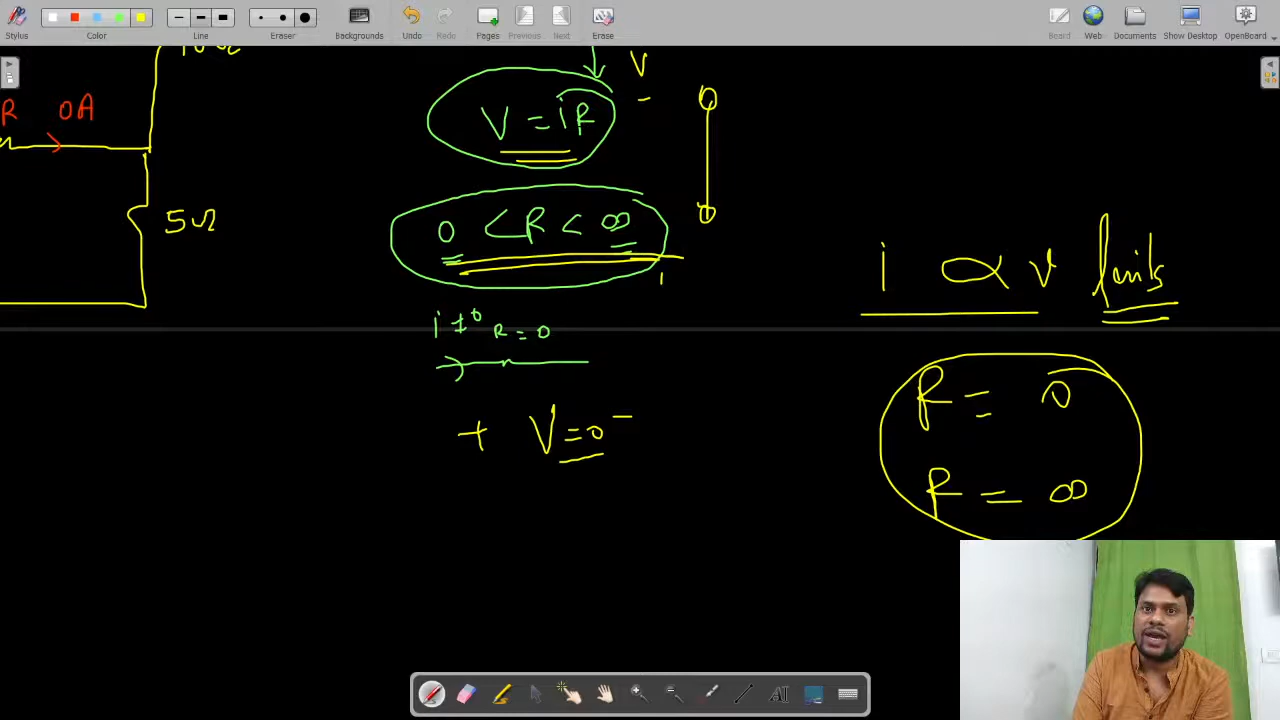 Stylus
Color
Line
Eraser
Backgrounds
Undo
Redo
Pages
Previous
Next
Erase
Board
Web
Documents
Show Desktop
OpenBoard
R 0A
5Ω
V
-
V = iR
0 < R < ∞
i ≠ 0 R = 0
+ V = 0 -
i ∝ v fails
R = 0
R = ∞